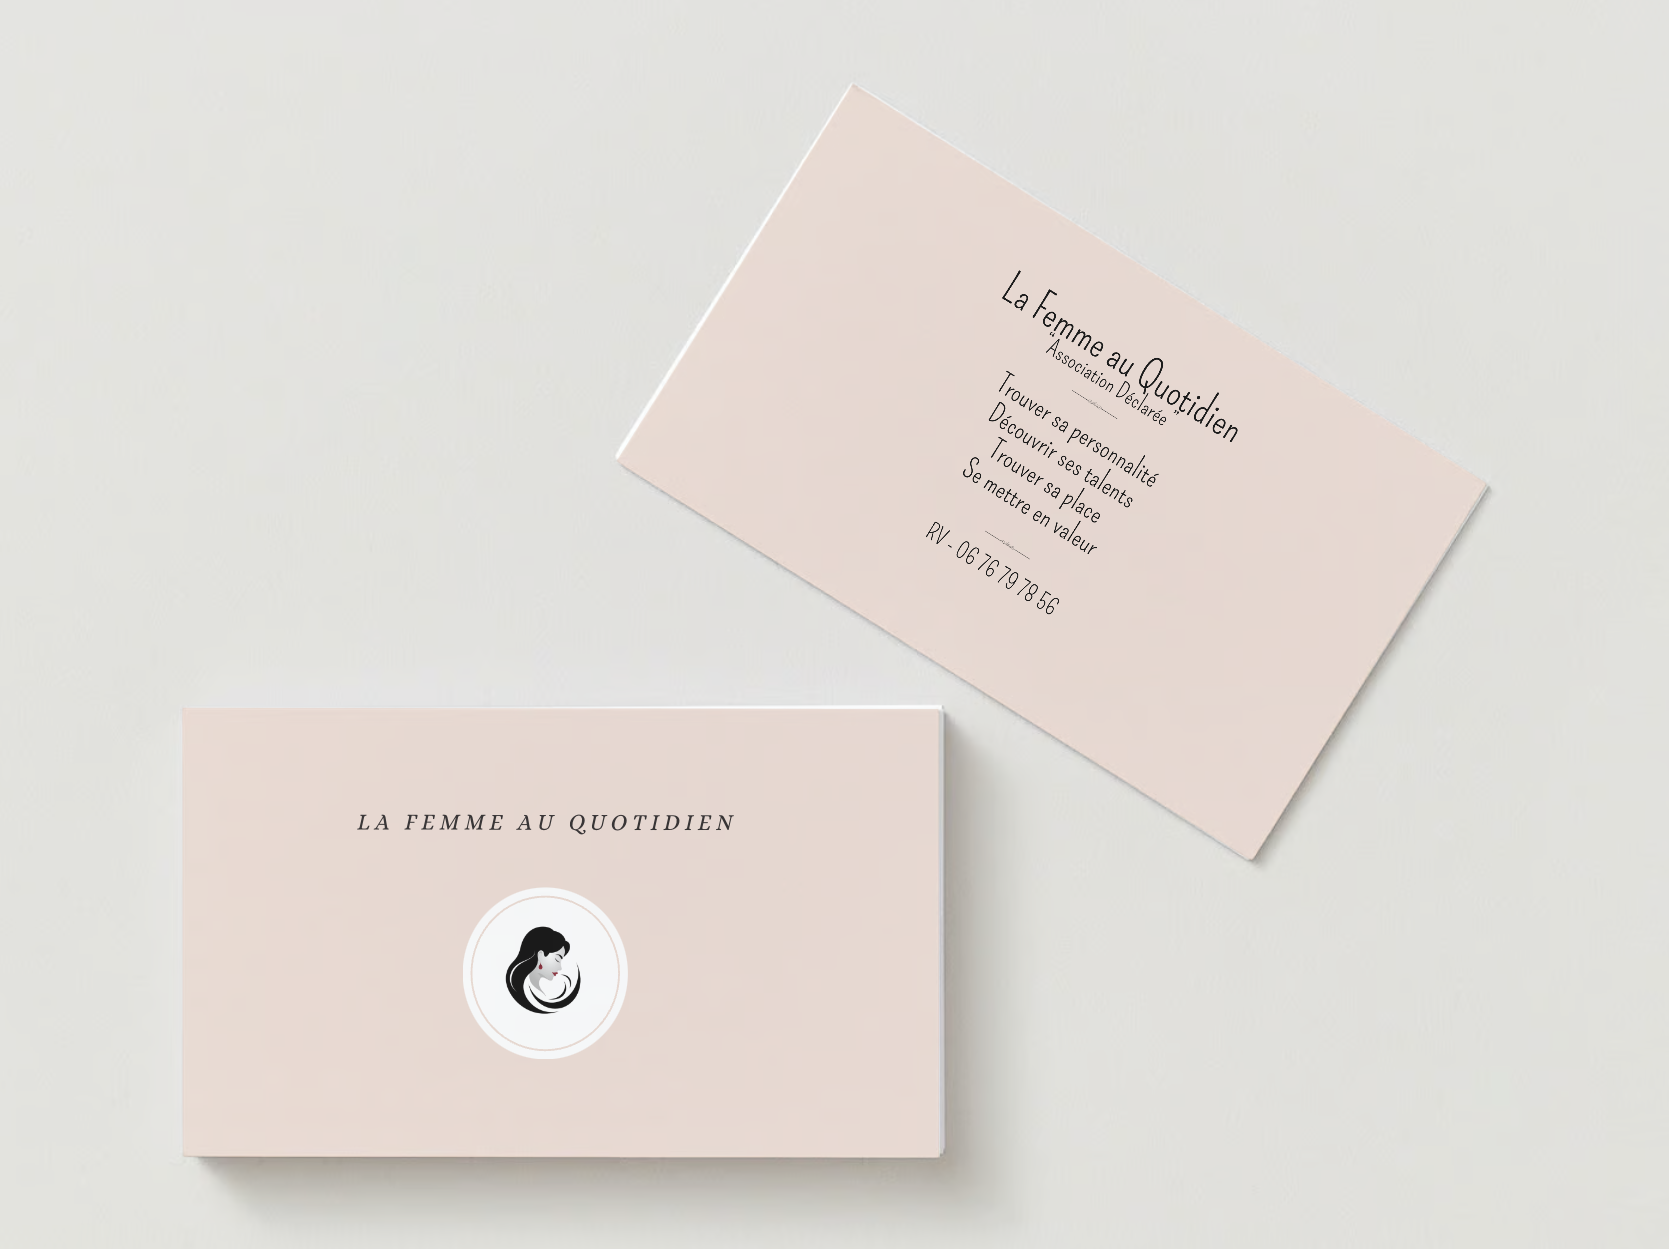 La Femme au Quotidien
"Association Déclarée"
Trouver sa personnalité
Découvrir ses talents
Trouver sa place
Se mettre en valeur
RV - 06 76 79 78 56
LA FEMME AU QUOTIDIEN